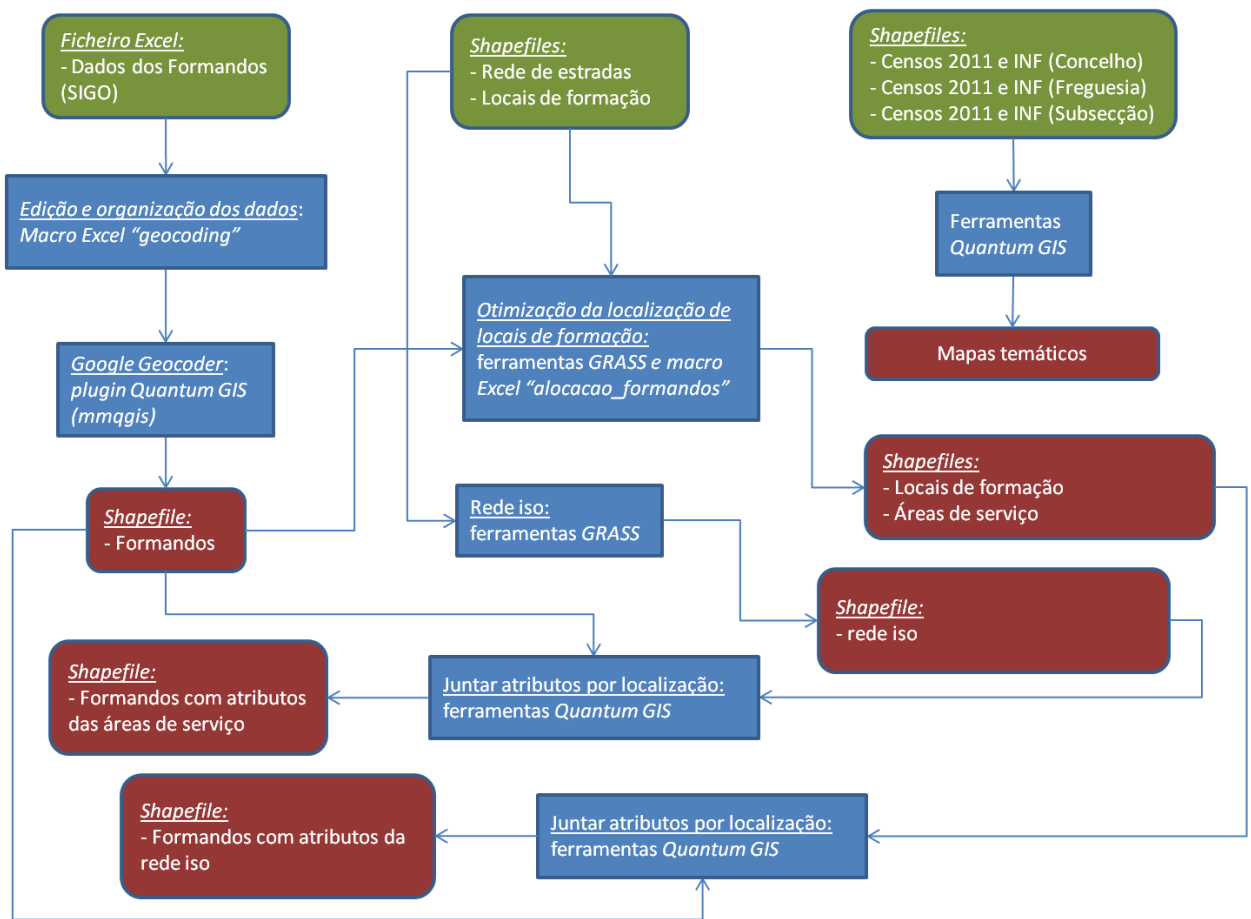 Ficheiro Excel:
- Dados dos Formandos
(SIGO)
Shapefiles:
- Rede de estradas
- Locais de formação
Shapefiles:
- Censos 2011 e INF (Concelho)
- Censos 2011 e INF (Freguesia)
- Censos 2011 e INF (Subsecção)
Edição e organização dos dados:
Macro Excel “geocoding”
Ferramentas
Quantum GIS
Otimização da localização de
locais de formação:
ferramentas GRASS e macro
Excel “alocacao_formandos”
Mapas temáticos
Google Geocoder:
plugin Quantum GIS
(mmqgis)
Shapefiles:
- Locais de formação
- Áreas de serviço
Shapefile:
- Formandos
Rede iso:
ferramentas GRASS
Shapefile:
- rede iso
Shapefile:
- Formandos com atributos
das áreas de serviço
Juntar atributos por localização:
ferramentas Quantum GIS
Shapefile:
- Formandos com atributos da
rede iso
Juntar atributos por localização:
ferramentas Quantum GIS